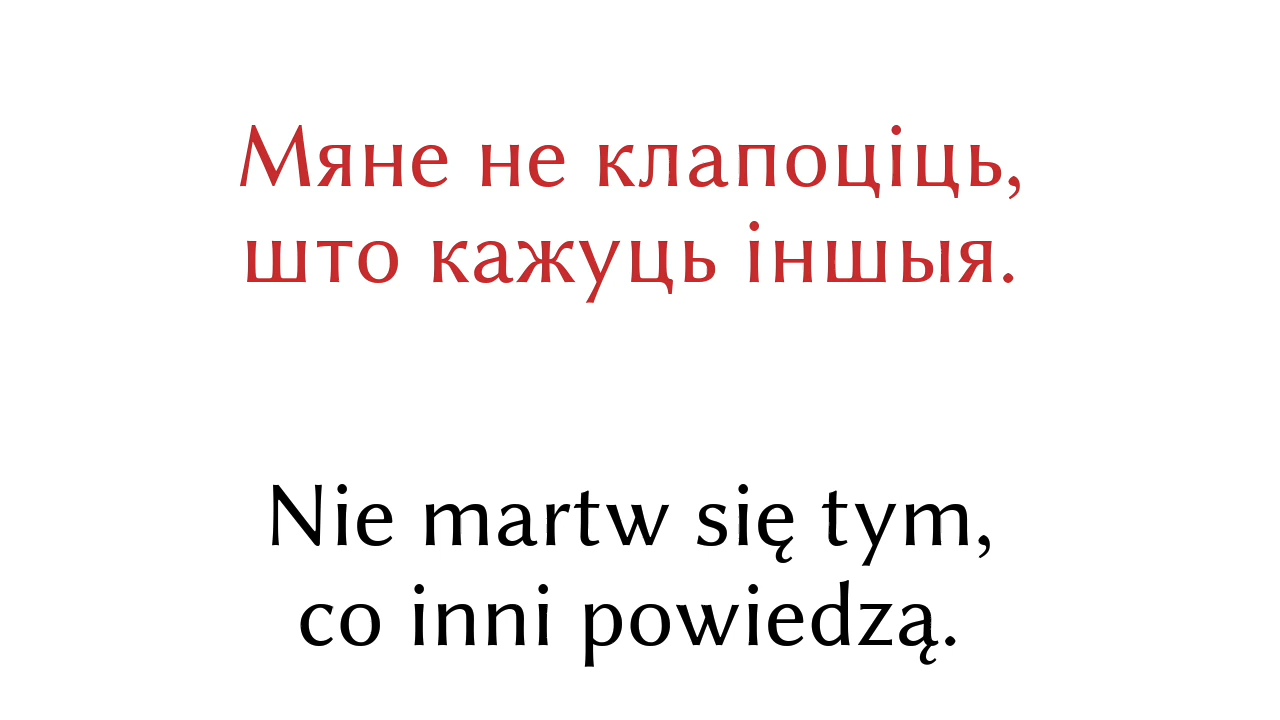 Мяне не клапоціць,
што кажуць іншыя.
Nie martw się tym,
co inni powiedzą.